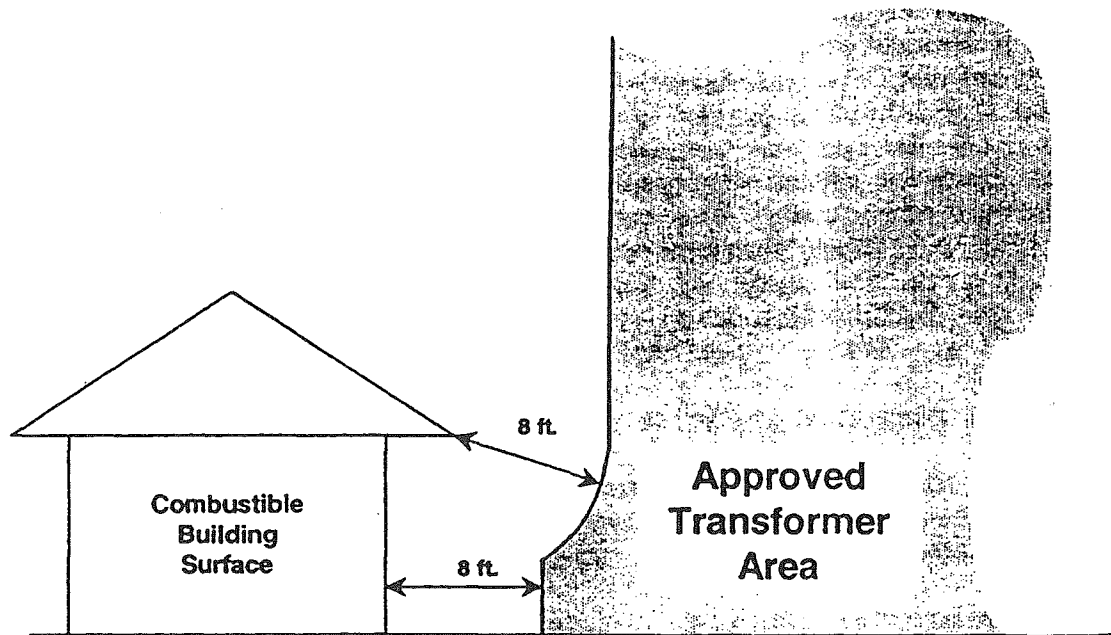 8 ft.
Combustible
Building
Surface
8 ft.
Approved
Transformer
Area